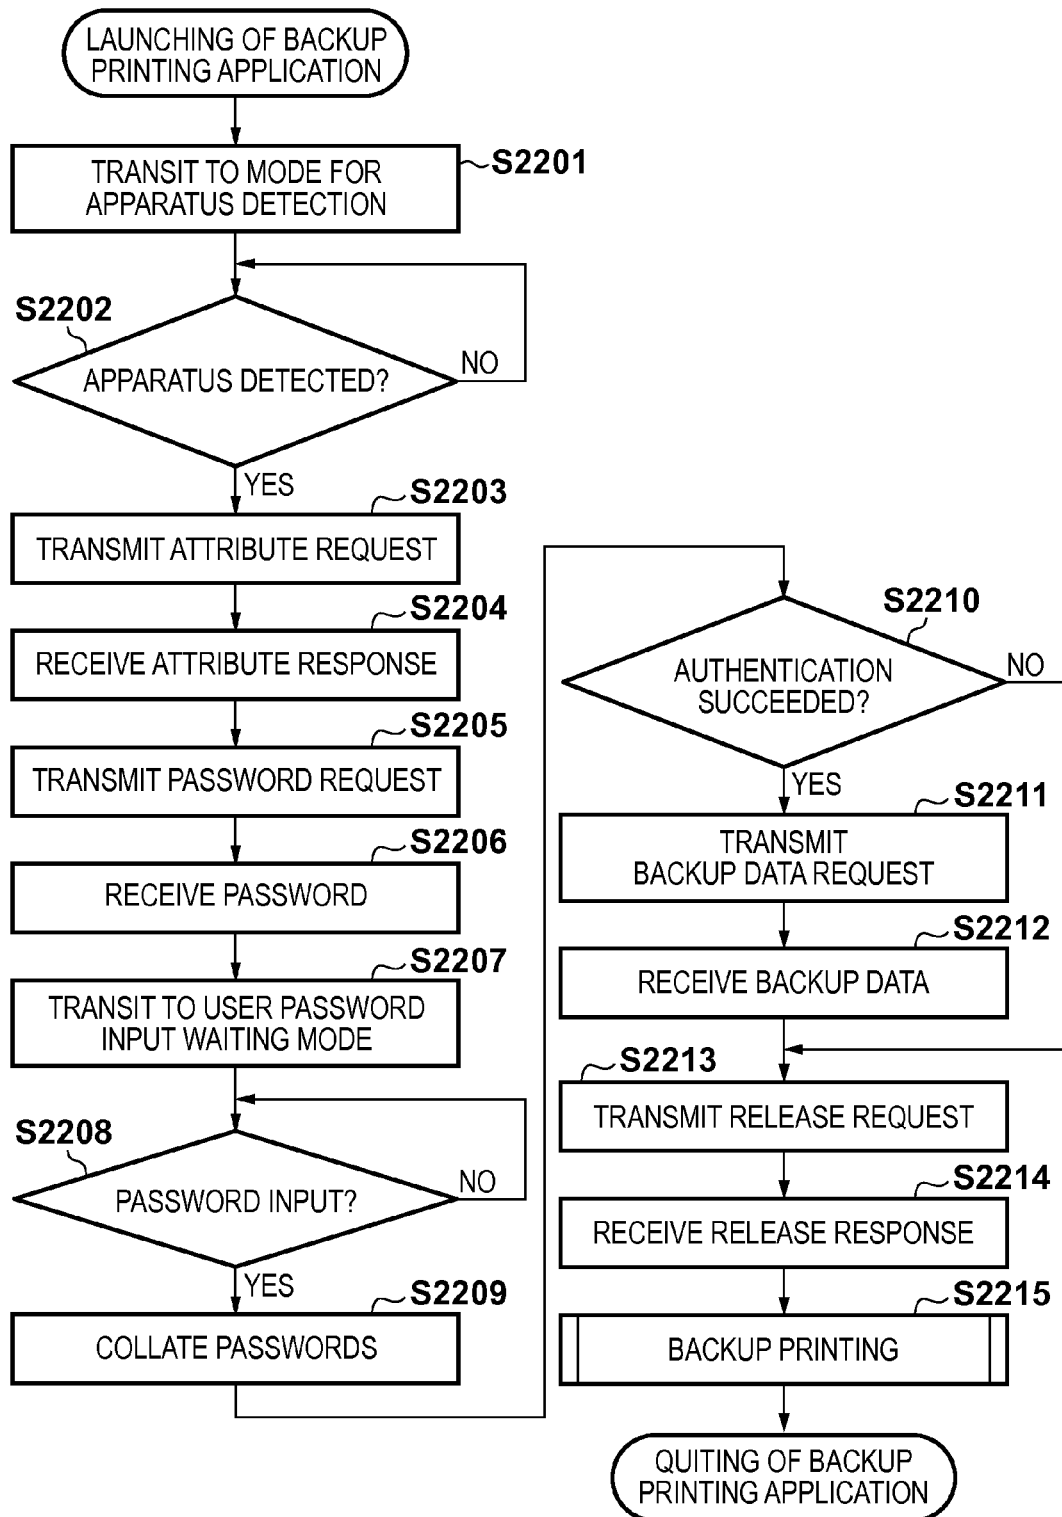 LAUNCHING OF BACKUP
PRINTING APPLICATION
S2201
TRANSIT TO MODE FOR
APPARATUS DETECTION
S2202
APPARATUS DETECTED?
NO
YES
S2203
TRANSMIT ATTRIBUTE REQUEST
S2204
RECEIVE ATTRIBUTE RESPONSE
S2205
TRANSMIT PASSWORD REQUEST
S2206
RECEIVE PASSWORD
S2207
TRANSIT TO USER PASSWORD
INPUT WAITING MODE
S2208
PASSWORD INPUT?
NO
YES
S2209
COLLATE PASSWORDS
S2210
AUTHENTICATION
SUCCEEDED?
NO
YES
S2211
TRANSMIT
BACKUP DATA REQUEST
S2212
RECEIVE BACKUP DATA
S2213
TRANSMIT RELEASE REQUEST
S2214
RECEIVE RELEASE RESPONSE
S2215
BACKUP PRINTING
QUITING OF BACKUP
PRINTING APPLICATION